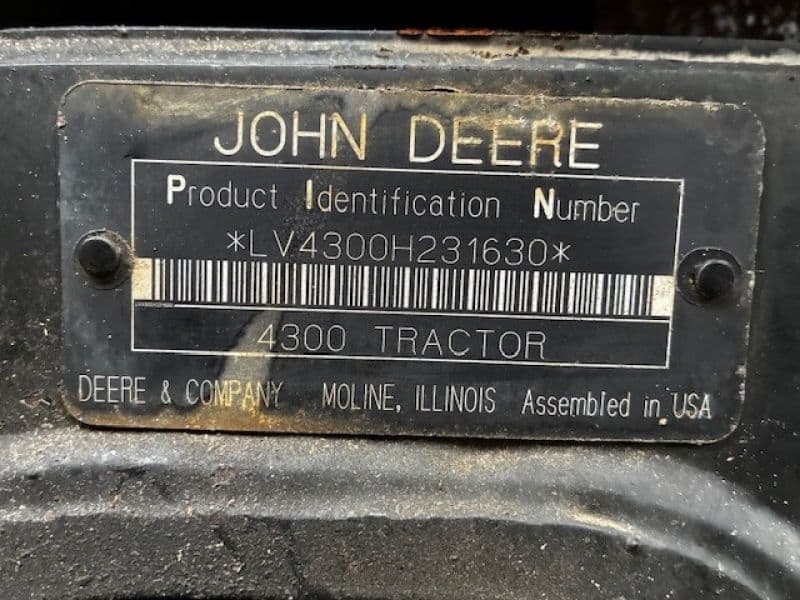 JOHN DEERE
Product Identification Number
*LV4300H231630*
4300 TRACTOR
DEERE & COMPANY MOLINE, ILLINOIS Assembled in USA